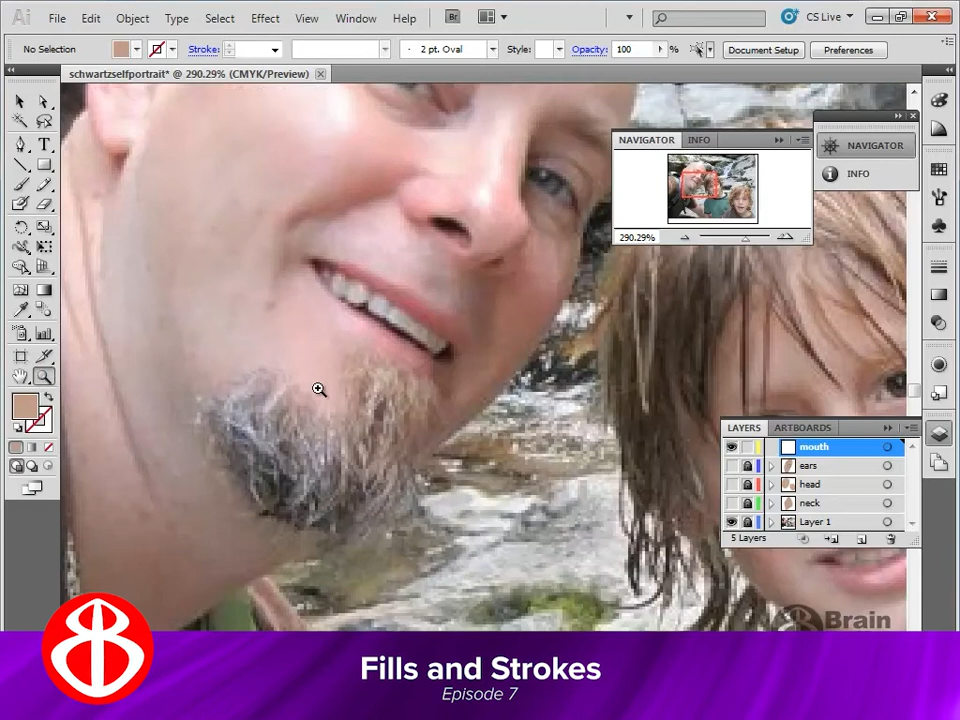 Ai File Edit Object Type Select Effect View Window Help Br CS Live
No Selection Stroke: 2 pt. Oval Style: Opacity: 100 % Document Setup Preferences
schwartzselfportrait* @ 290.29% (CMYK/Preview)
NAVIGATOR INFO
NAVIGATOR
INFO
290.29%
LAYERS ARTBOARDS
mouth
ears
head
neck
Layer 1
5 Layers
Brain
Fills and Strokes
Episode 7